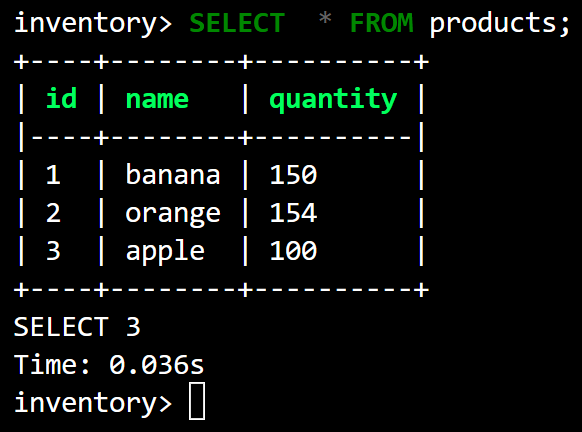 inventory> SELECT  * FROM products;
+----+--------+----------+
| id | name   | quantity |
|----+--------+----------|
| 1  | banana | 150      |
| 2  | orange | 154      |
| 3  | apple  | 100      |
+----+--------+----------+
SELECT 3
Time: 0.036s
inventory>